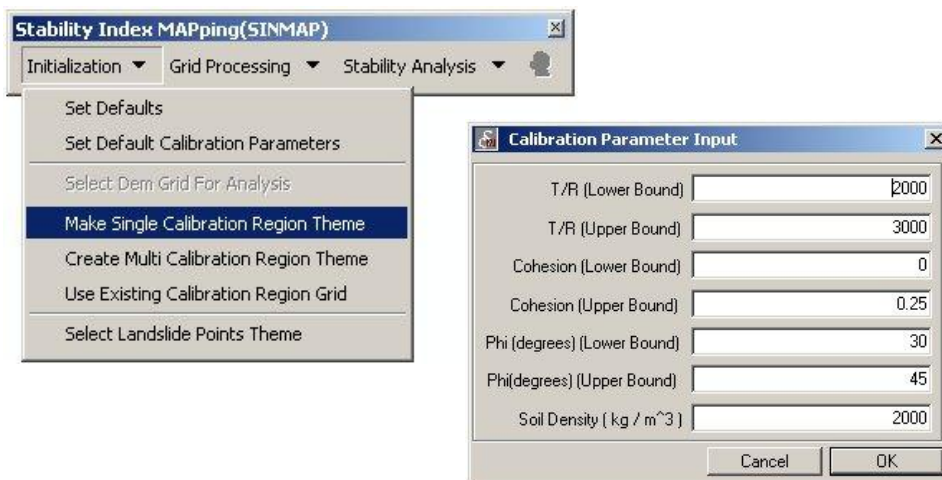 Stability Index MAPping(SINMAP)
Initialization Grid Processing Stability Analysis
Set Defaults
Set Default Calibration Parameters
Select Dem Grid For Analysis
Make Single Calibration Region Theme
Create Multi Calibration Region Theme
Use Existing Calibration Region Grid
Select Landslide Points Theme
Calibration Parameter Input
T/R (Lower Bound) 2000
T/R (Upper Bound) 3000
Cohesion (Lower Bound) 0
Cohesion (Upper Bound) 0.25
Phi (degrees) (Lower Bound) 30
Phi(degrees) (Upper Bound) 45
Soil Density ( kg / m^3 ) 2000
Cancel OK